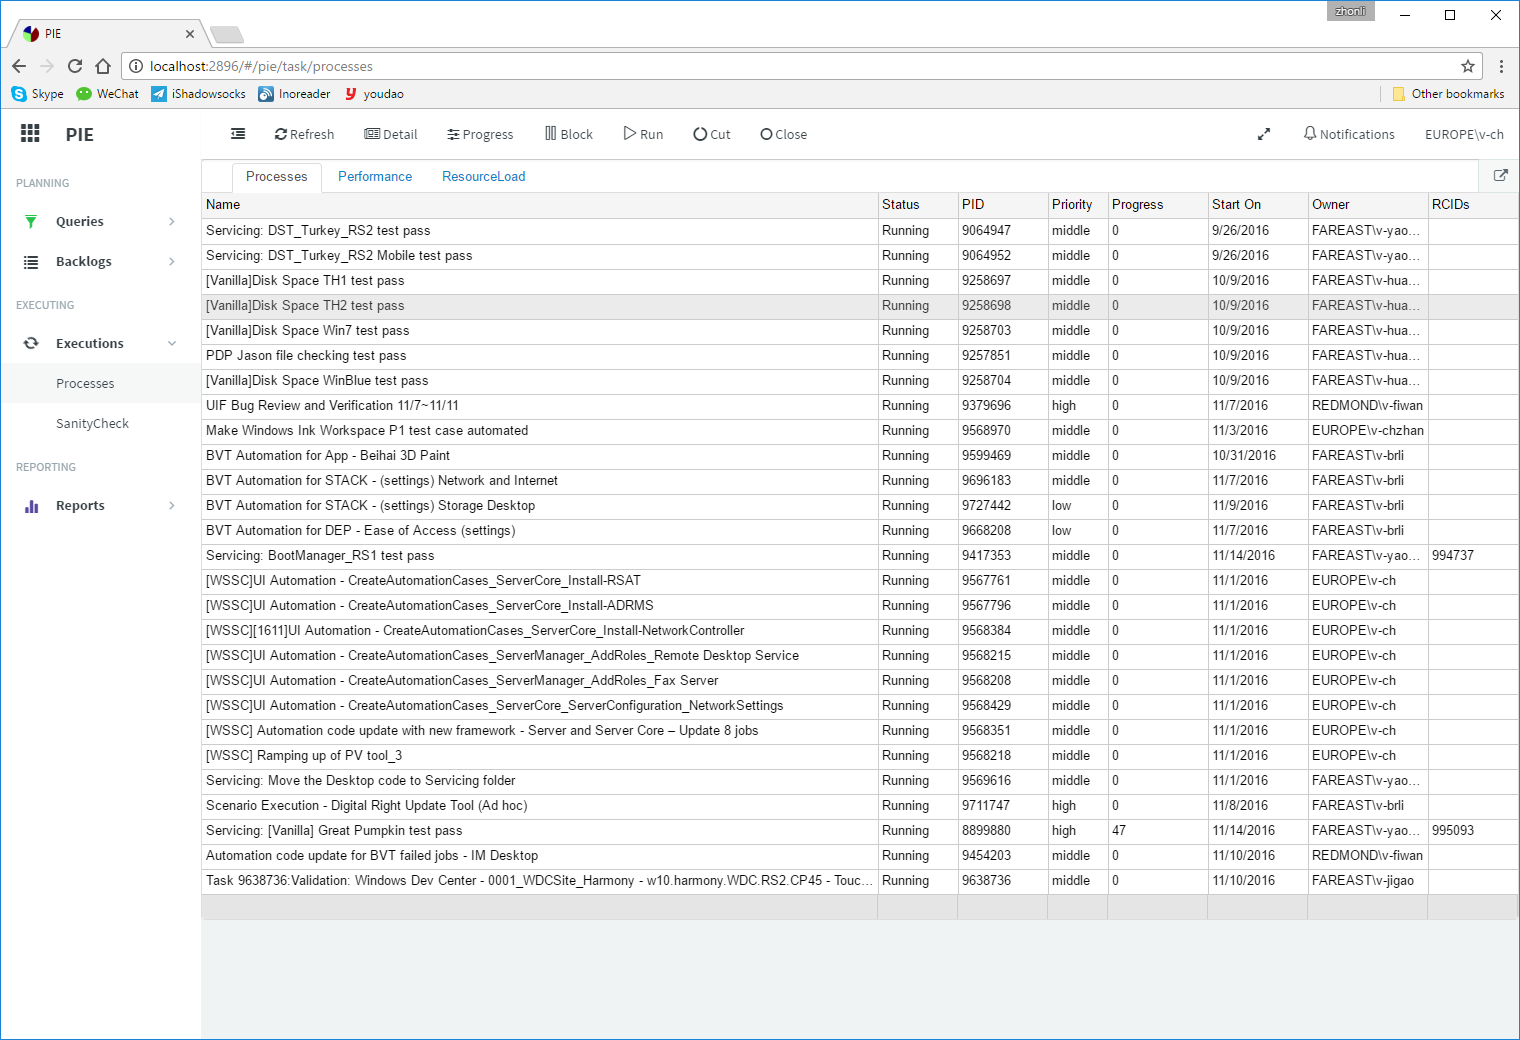 zhonli
PIE
localhost:2896/#/pie/task/processes
Skype WeChat iShadowsocks Inoreader youdao Other bookmarks
PIE Refresh Detail Progress Block Run Cut Close Notifications EUROPE\v-ch
PLANNING
Queries
Backlogs
EXECUTING
Executions
Processes
SanityCheck
REPORTING
Reports
Processes Performance ResourceLoad
Name Status PID Priority Progress Start On Owner RCIDs
Servicing: DST_Turkey_RS2 test pass Running 9064947 middle 0 9/26/2016 FAREAST\v-yao...
Servicing: DST_Turkey_RS2 Mobile test pass Running 9064952 middle 0 9/26/2016 FAREAST\v-yao...
[Vanilla]Disk Space TH1 test pass Running 9258697 middle 0 10/9/2016 FAREAST\v-hua...
[Vanilla]Disk Space TH2 test pass Running 9258698 middle 0 10/9/2016 FAREAST\v-hua...
[Vanilla]Disk Space Win7 test pass Running 9258703 middle 0 10/9/2016 FAREAST\v-hua...
PDP Jason file checking test pass Running 9257851 middle 0 10/9/2016 FAREAST\v-hua...
[Vanilla]Disk Space WinBlue test pass Running 9258704 middle 0 10/9/2016 FAREAST\v-hua...
UIF Bug Review and Verification 11/7~11/11 Running 9379696 high 0 11/7/2016 REDMOND\v-fiwan
Make Windows Ink Workspace P1 test case automated Running 9568970 middle 0 11/3/2016 EUROPE\v-chzhan
BVT Automation for App - Beihai 3D Paint Running 9599469 middle 0 10/31/2016 FAREAST\v-brli
BVT Automation for STACK - (settings) Network and Internet Running 9696183 middle 0 11/7/2016 FAREAST\v-brli
BVT Automation for STACK - (settings) Storage Desktop Running 9727442 low 0 11/9/2016 FAREAST\v-brli
BVT Automation for DEP - Ease of Access (settings) Running 9668208 low 0 11/7/2016 FAREAST\v-brli
Servicing: BootManager_RS1 test pass Running 9417353 middle 0 11/14/2016 FAREAST\v-yao... 994737
[WSSC]UI Automation - CreateAutomationCases_ServerCore_Install-RSAT Running 9567761 middle 0 11/1/2016 EUROPE\v-ch
[WSSC]UI Automation - CreateAutomationCases_ServerCore_Install-ADRMS Running 9567796 middle 0 11/1/2016 EUROPE\v-ch
[WSSC][1611]UI Automation - CreateAutomationCases_ServerCore_Install-NetworkController Running 9568384 middle 0 11/1/2016 EUROPE\v-ch
[WSSC]UI Automation - CreateAutomationCases_ServerManager_AddRoles_Remote Desktop Service Running 9568215 middle 0 11/1/2016 EUROPE\v-ch
[WSSC]UI Automation - CreateAutomationCases_ServerManager_AddRoles_Fax Server Running 9568208 middle 0 11/1/2016 EUROPE\v-ch
[WSSC]UI Automation - CreateAutomationCases_ServerCore_ServerConfiguration_NetworkSettings Running 9568429 middle 0 11/1/2016 EUROPE\v-ch
[WSSC] Automation code update with new framework - Server and Server Core – Update 8 jobs Running 9568351 middle 0 11/1/2016 EUROPE\v-ch
[WSSC] Ramping up of PV tool_3 Running 9568218 middle 0 11/1/2016 EUROPE\v-ch
Servicing: Move the Desktop code to Servicing folder Running 9569616 middle 0 11/1/2016 FAREAST\v-yao...
Scenario Execution - Digital Right Update Tool (Ad hoc) Running 9711747 high 0 11/8/2016 FAREAST\v-brli
Servicing: [Vanilla] Great Pumpkin test pass Running 8899880 high 47 11/14/2016 FAREAST\v-yao... 995093
Automation code update for BVT failed jobs - IM Desktop Running 9454203 middle 0 11/10/2016 REDMOND\v-fiwan
Task 9638736:Validation: Windows Dev Center - 0001_WDCSite_Harmony - w10.harmony.WDC.RS2.CP45 - Touc... Running 9638736 middle 0 11/10/2016 FAREAST\v-jigao